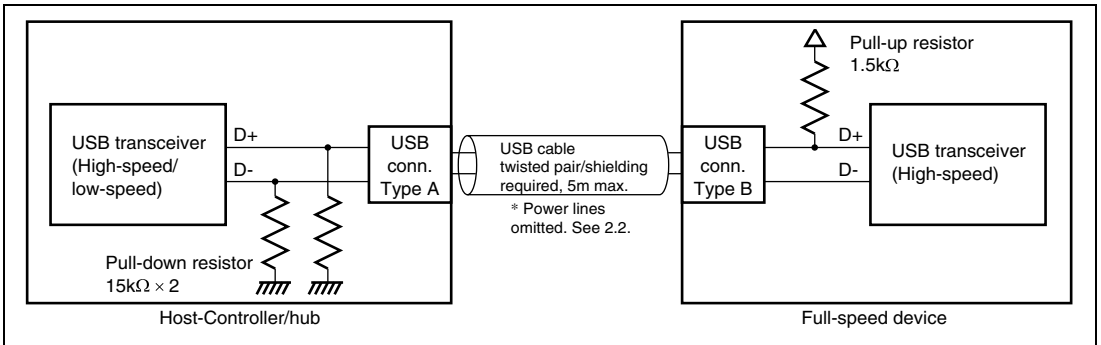 USB transceiver
(High-speed/
low-speed)
D+
D-
Pull-down resistor
15kΩ × 2
USB
conn.
Type A
Host-Controller/hub
USB cable
twisted pair/shielding
required, 5m max.
* Power lines
omitted. See 2.2.
USB
conn.
Type B
Pull-up resistor
1.5kΩ
D+
D-
USB transceiver
(High-speed)
Full-speed device